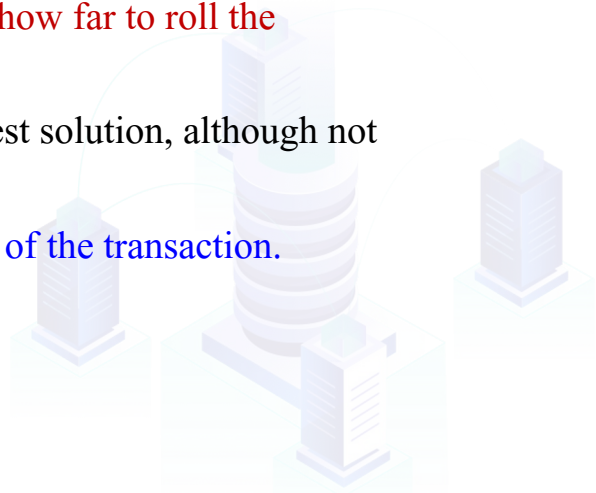 how far to roll the
est solution, although not
of the transaction.